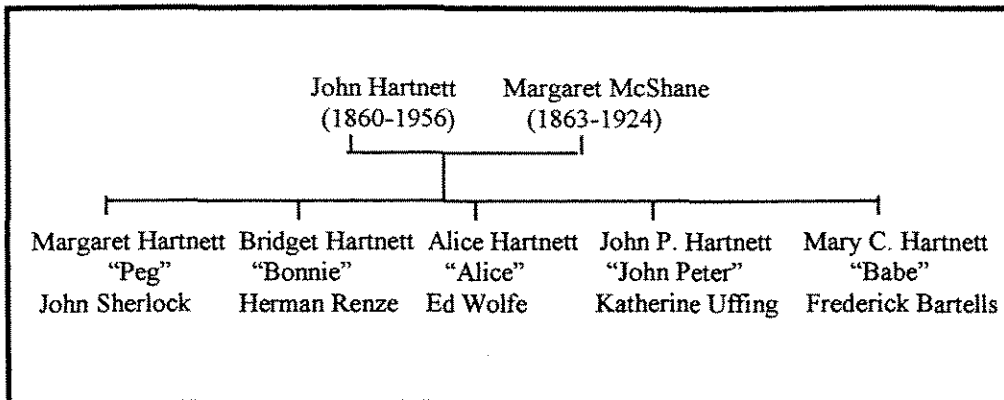 John Hartnett Margaret McShane
(1860-1956) (1863-1924)
Margaret Hartnett Bridget Hartnett Alice Hartnett John P. Hartnett Mary C. Hartnett
“Peg” “Bonnie” “Alice” “John Peter” “Babe”
John Sherlock Herman Renze Ed Wolfe Katherine Uffing Frederick Bartells